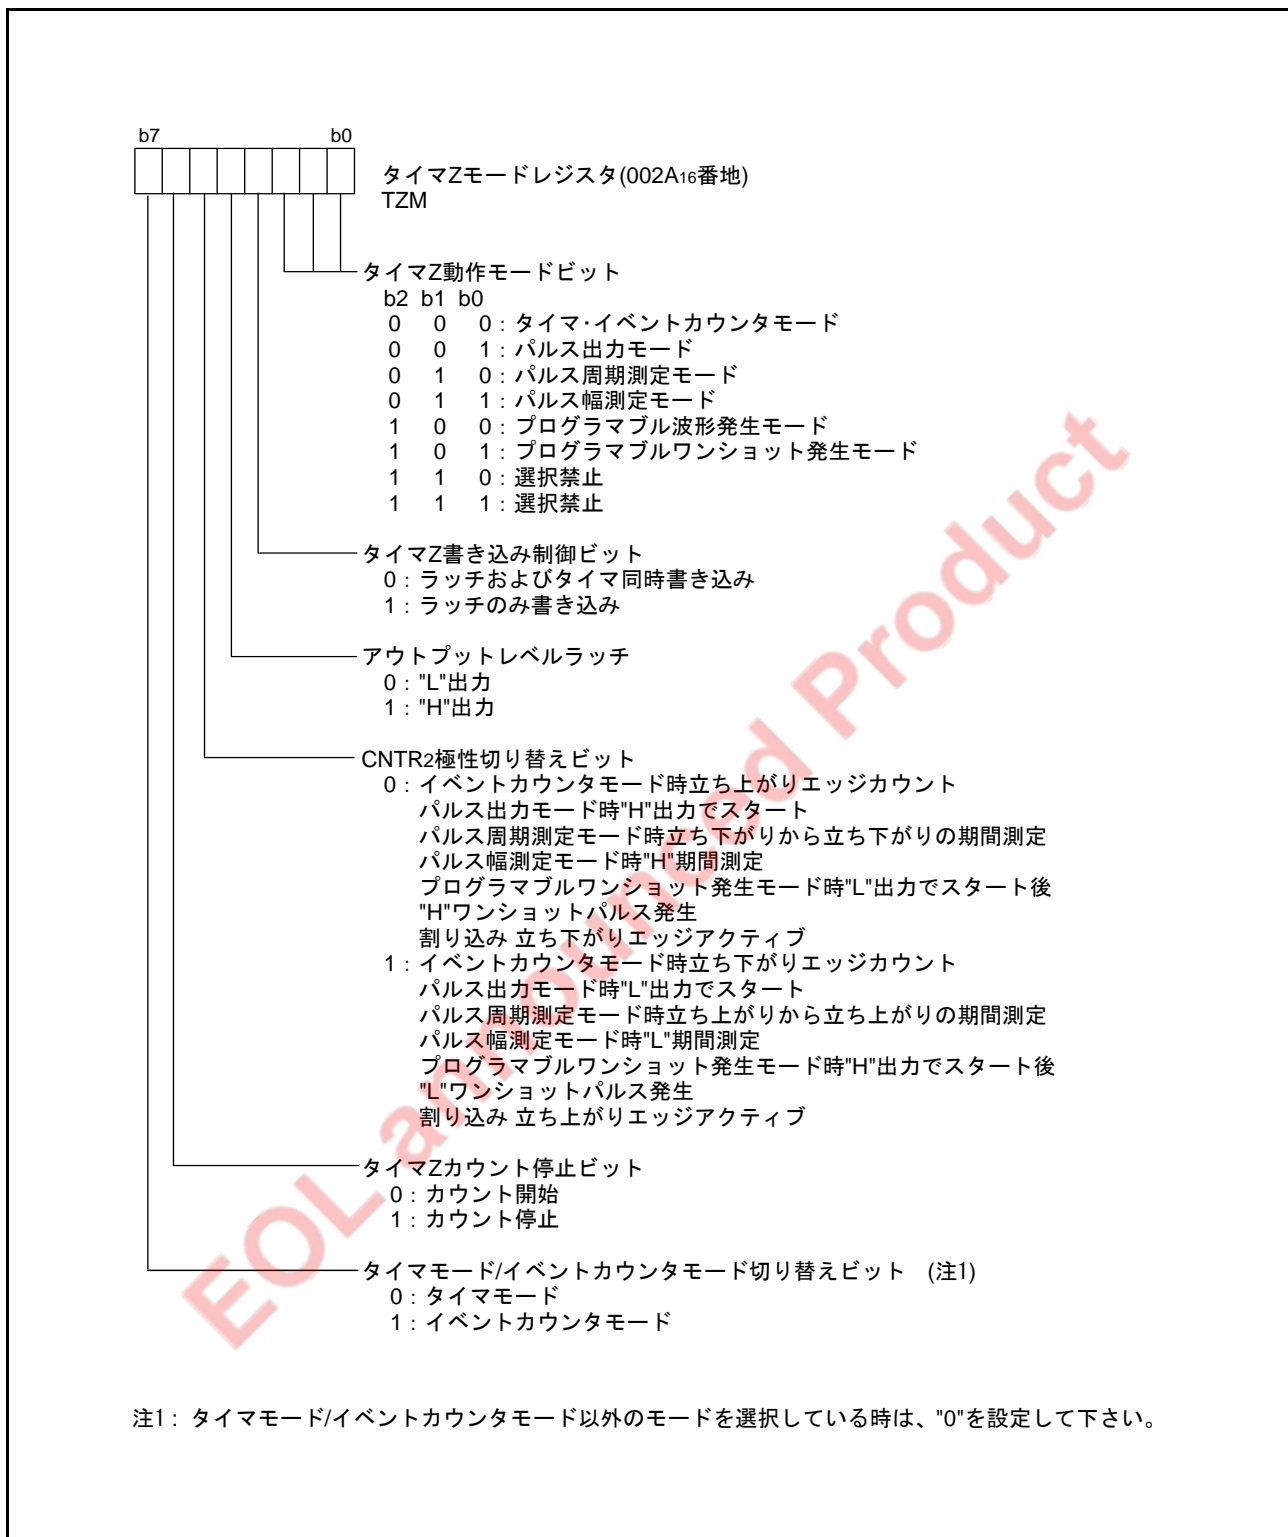 b7 b0
タイマZモードレジスタ(002A16番地)
TZM
タイマZ動作モードビット
b2 b1 b0
0 0 0 : タイマ･イベントカウンタモード
0 0 1 : パルス出力モード
0 1 0 : パルス周期測定モード
0 1 1 : パルス幅測定モード
1 0 0 : プログラマブル波形発生モード
1 0 1 : プログラマブルワンショット発生モード
1 1 0 : 選択禁止
1 1 1 : 選択禁止
タイマZ書き込み制御ビット
0 : ラッチおよびタイマ同時書き込み
1 : ラッチのみ書き込み
アウトプットレベルラッチ
0 : "L"出力
1 : "H"出力
CNTR2極性切り替えビット
0 : イベントカウンタモード時立ち上がりエッジカウント
パルス出力モード時"H"出力でスタート
パルス周期測定モード時立ち下がりから立ち下がりの期間測定
パルス幅測定モード時"H"期間測定
プログラマブルワンショット発生モード時"L"出力でスタート後
"H"ワンショットパルス発生
割り込み 立ち下がりエッジアクティブ
1 : イベントカウンタモード時立ち下がりエッジカウント
パルス出力モード時"L"出力でスタート
パルス周期測定モード時立ち上がりから立ち上がりの期間測定
パルス幅測定モード時"L"期間測定
プログラマブルワンショット発生モード時"H"出力でスタート後
"L"ワンショットパルス発生
割り込み 立ち上がりエッジアクティブ
タイマZカウント停止ビット
0 : カウント開始
1 : カウント停止
タイマモード/イベントカウンタモード切り替えビット (注1)
0 : タイマモード
1 : イベントカウンタモード
注1 : タイマモード/イベントカウンタモード以外のモードを選択している時は、"0"を設定して下さい。
EOL announced Product